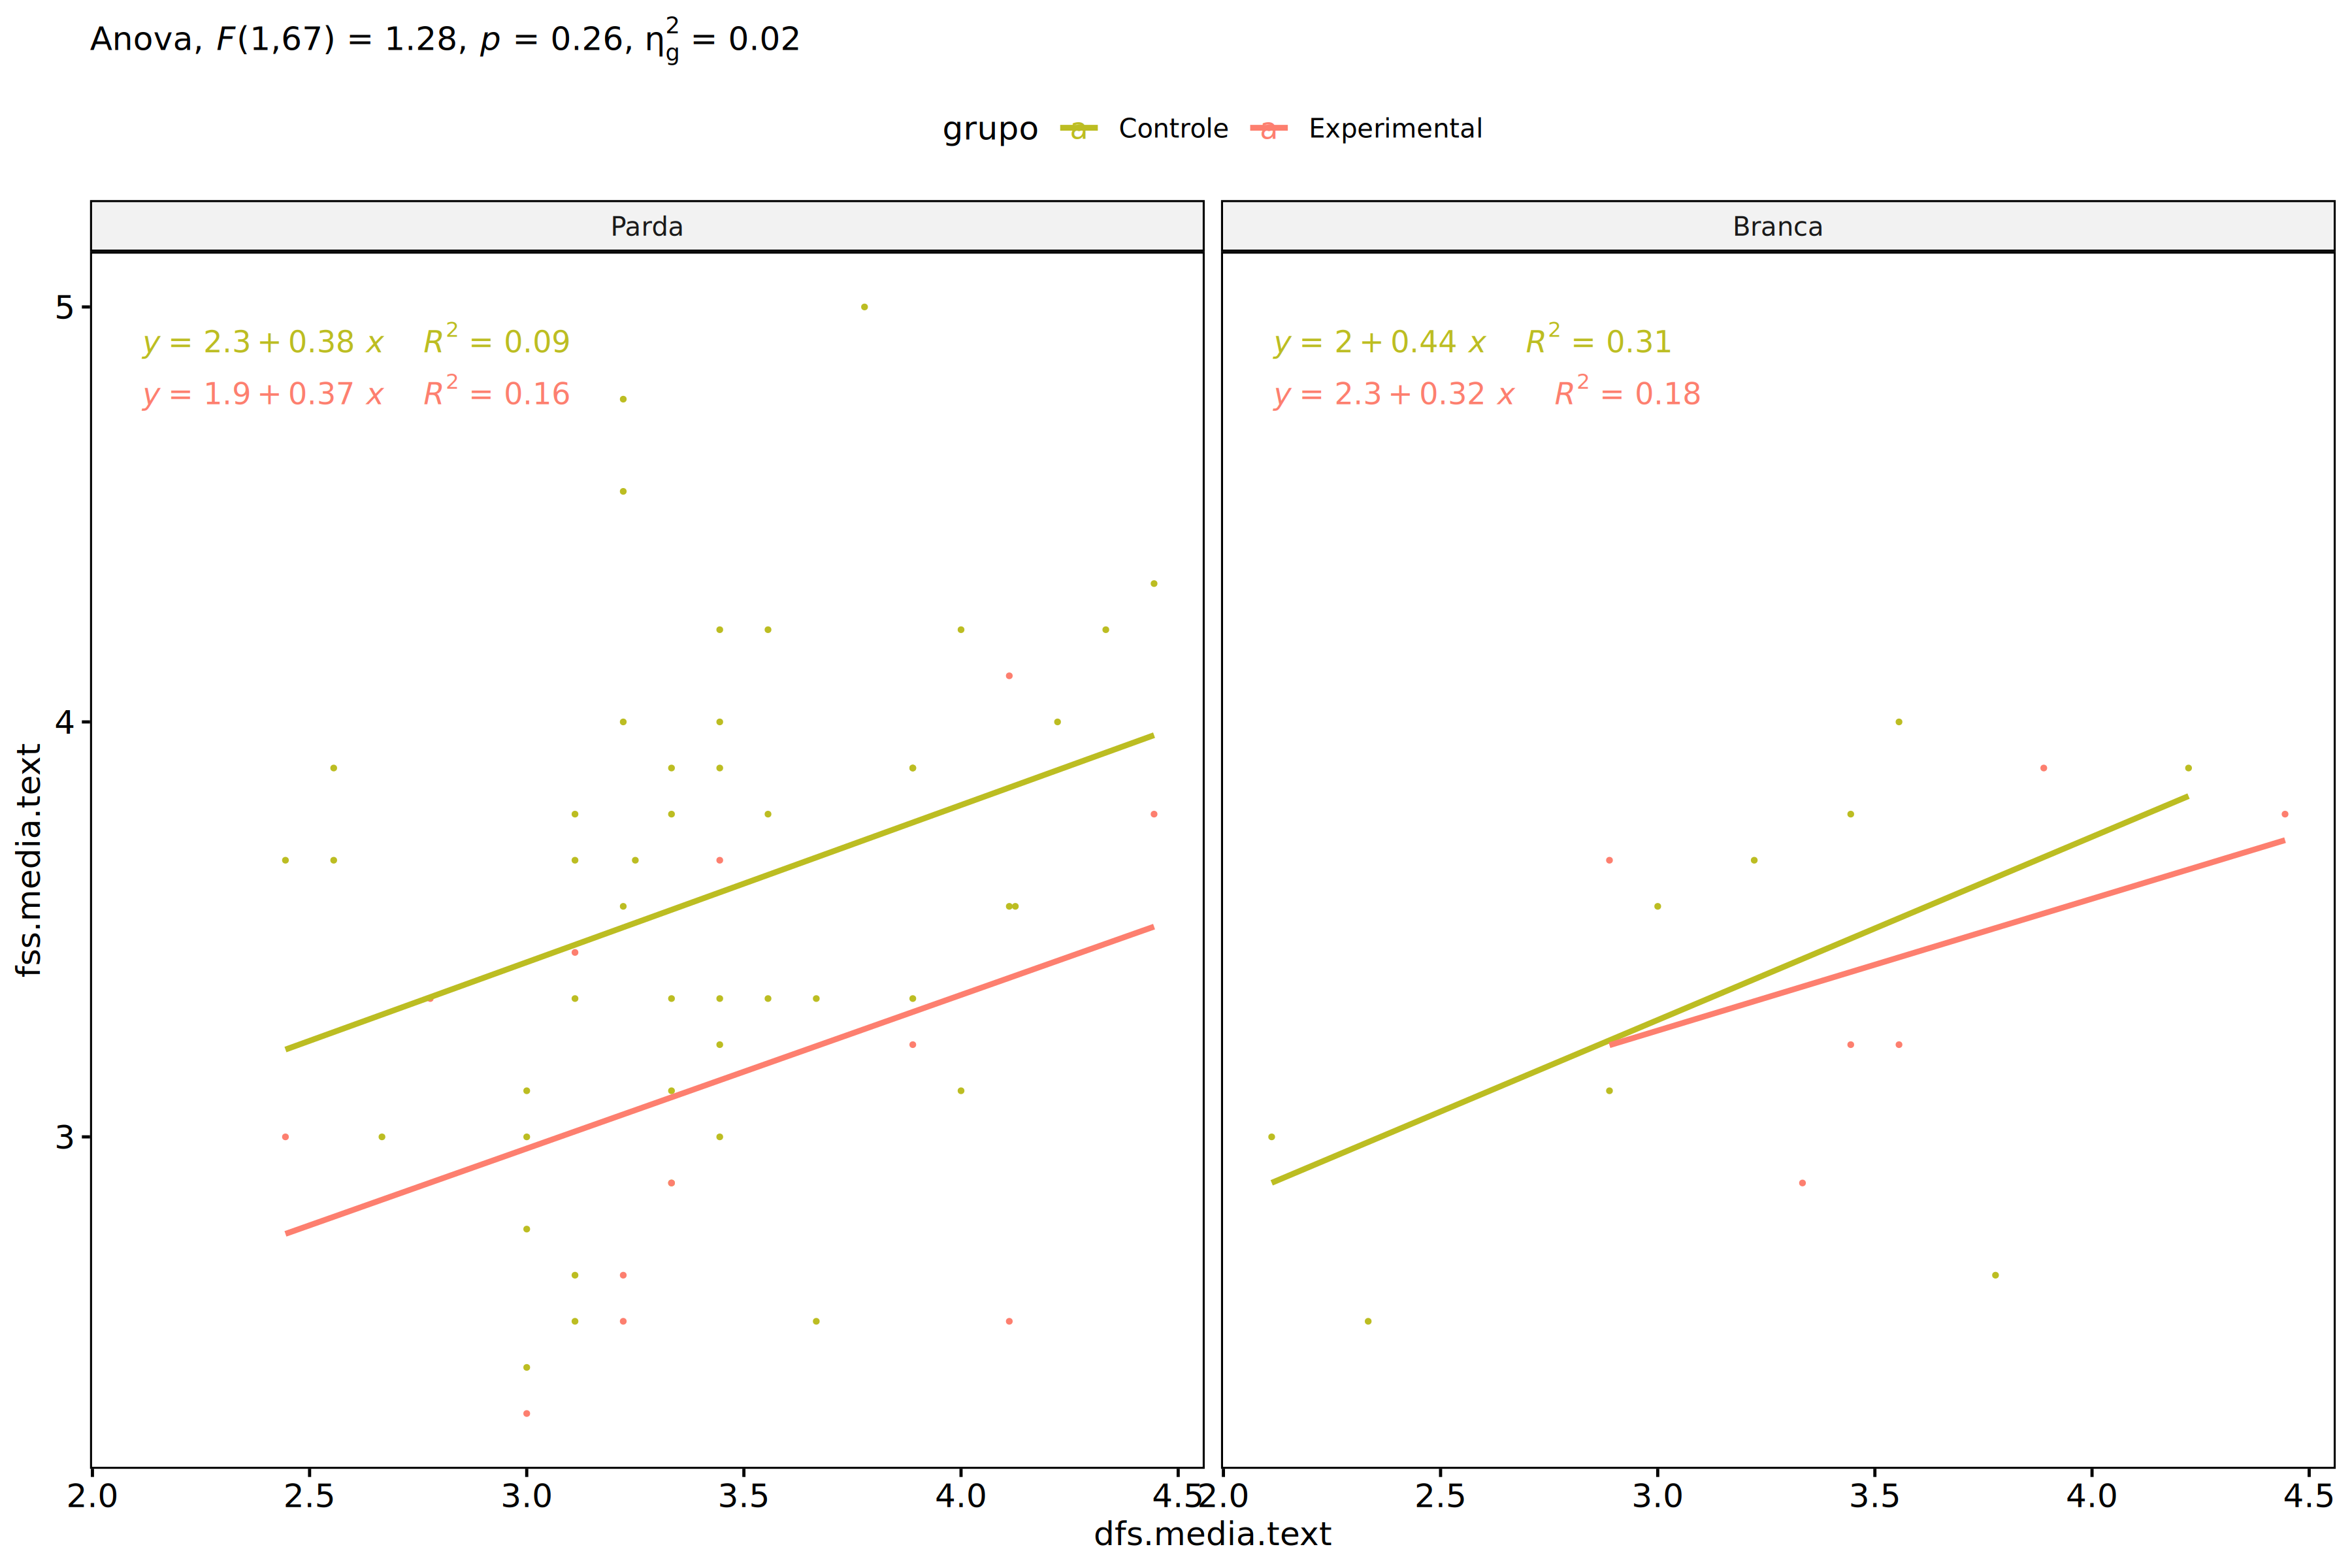 Anova, F(1,67) = 1.28, p = 0.26, η²g = 0.02
grupo a Controle a Experimental
Parda
Branca
y = 2.3 + 0.38 x R² = 0.09
y = 1.9 + 0.37 x R² = 0.16
y = 2 + 0.44 x R² = 0.31
y = 2.3 + 0.32 x R² = 0.18
5
4
3
fss.media.text
2.0 2.5 3.0 3.5 4.0 4.5
2.0 2.5 3.0 3.5 4.0 4.5
dfs.media.text